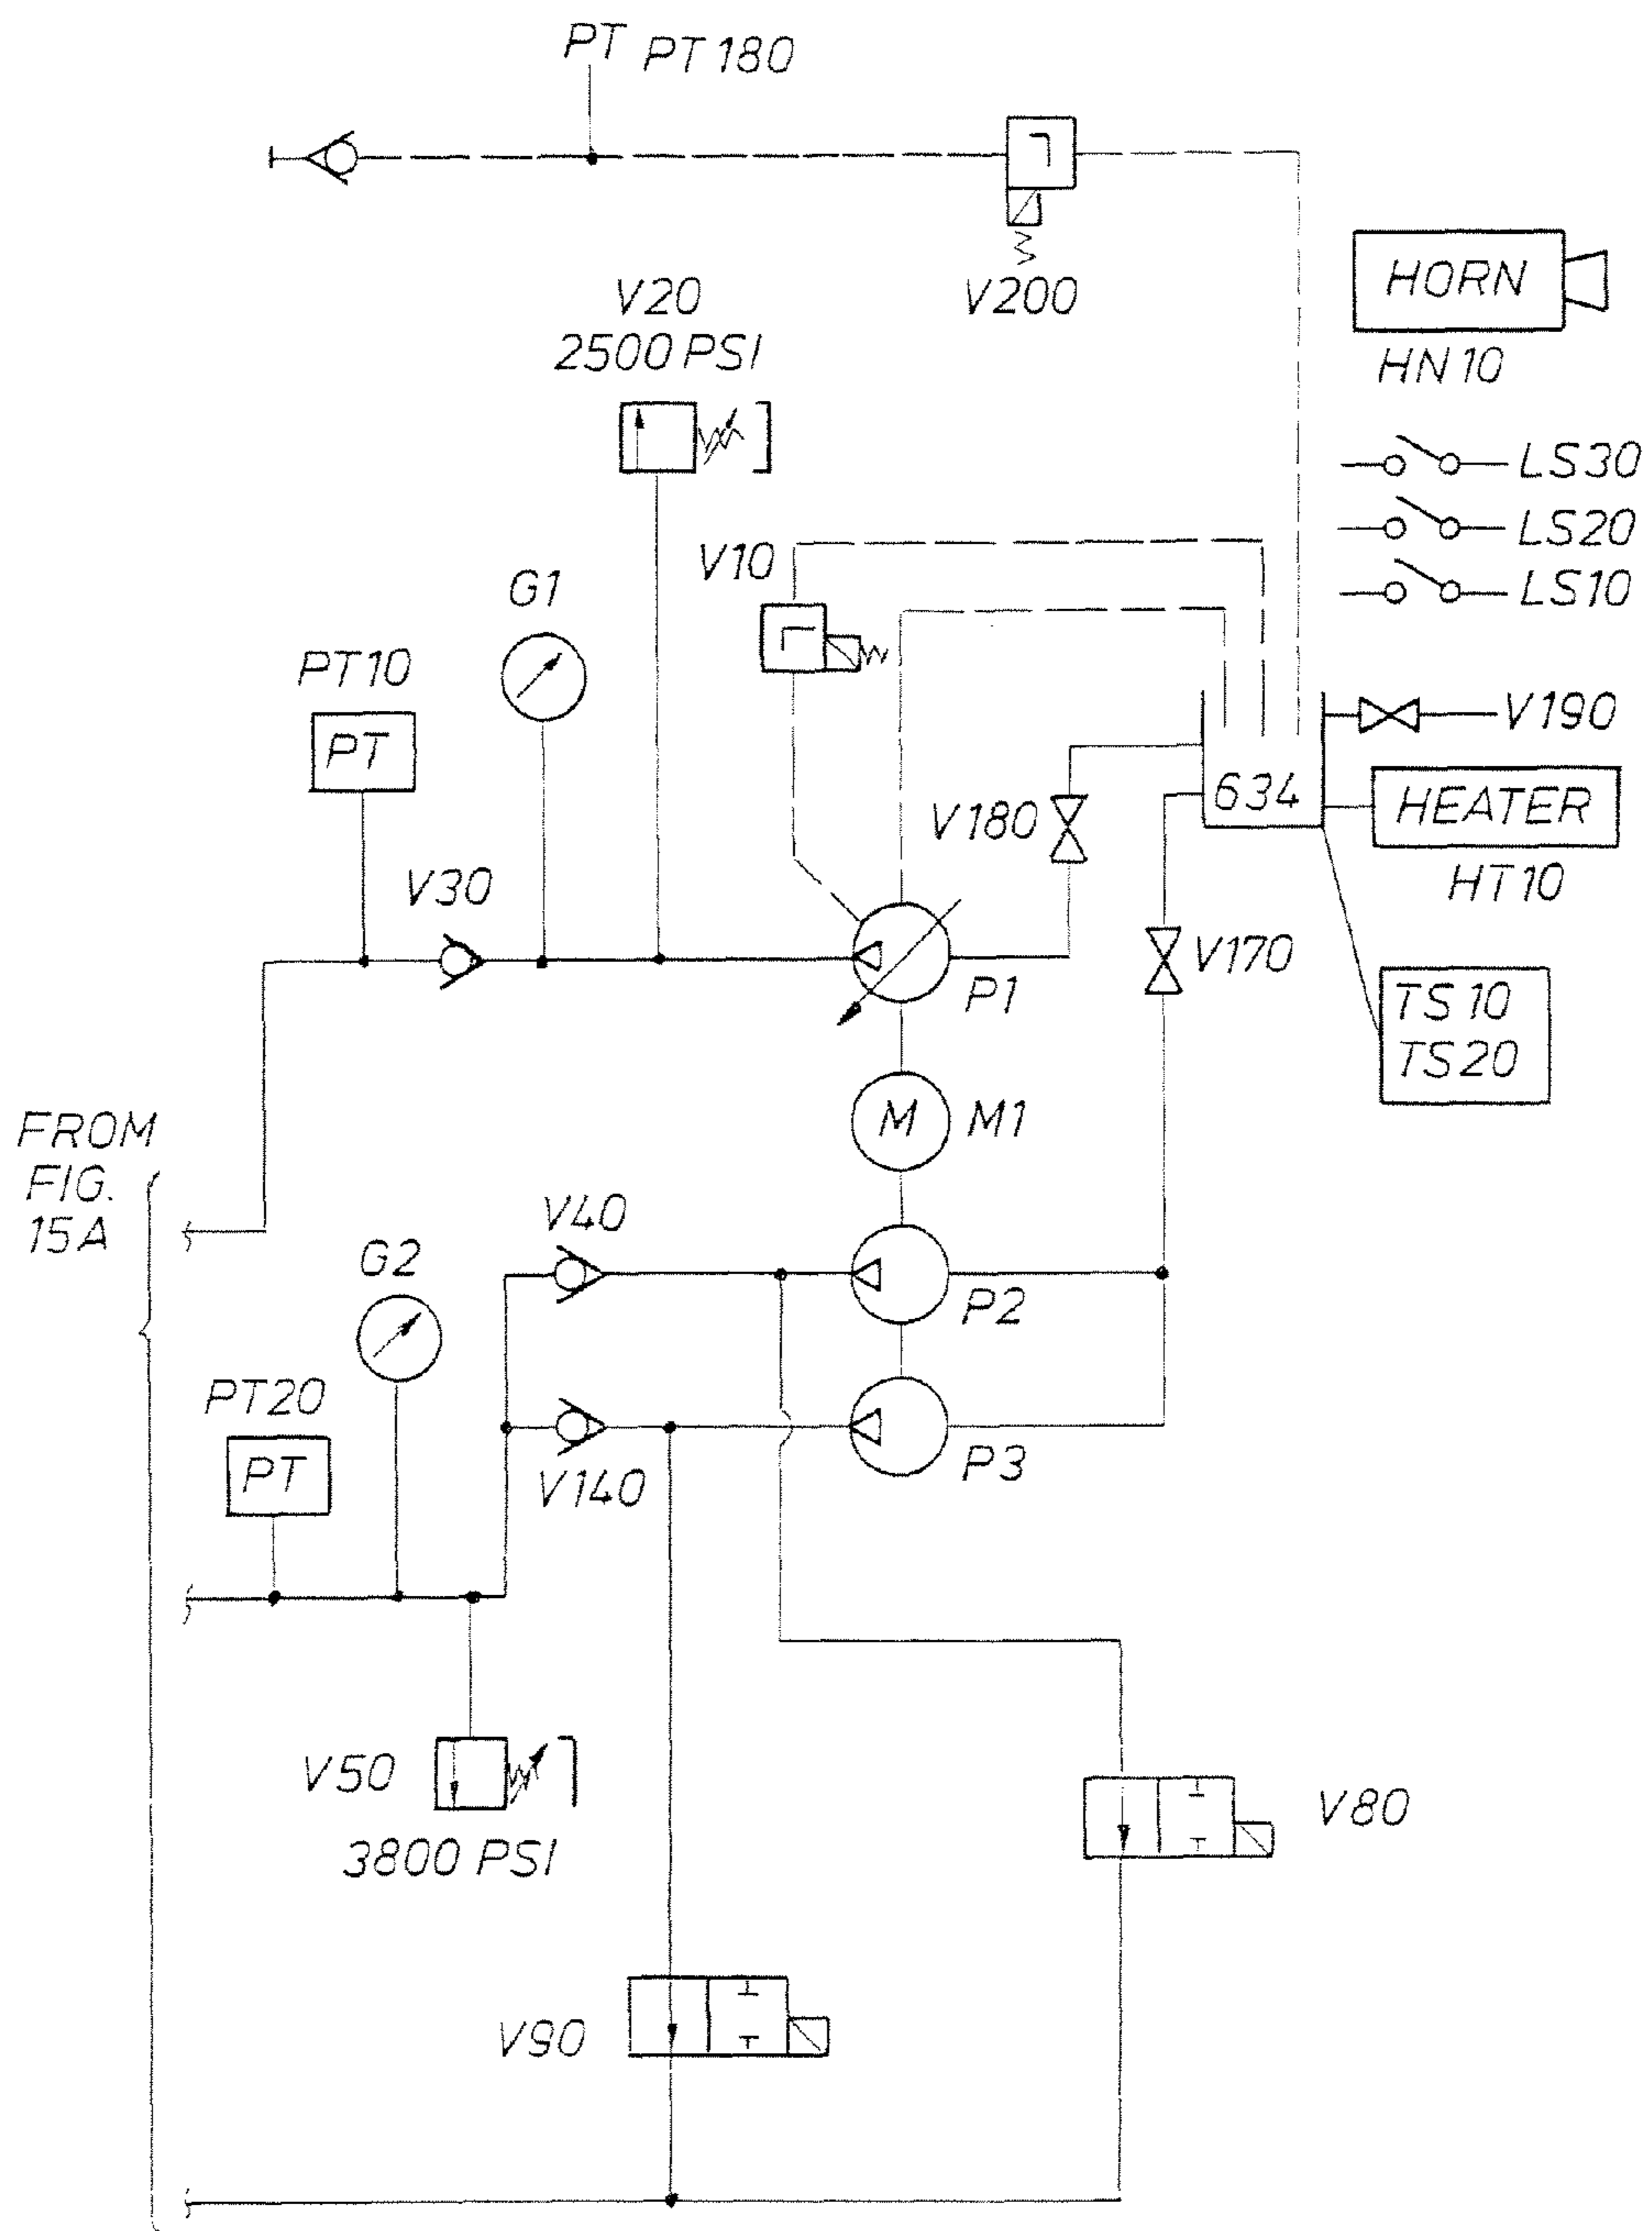 PT PT180
V20
2500 PSI
V200
HORN
HN10
LS30
LS20
LS10
V10
G1
PT10
PT
V190
634
HEATER
HT10
V180
V30
V170
P1
TS10
TS20
M M1
FROM
FIG.
15A
V40
G2
P2
PT20
PT
V140
P3
V50
3800 PSI
V80
V90